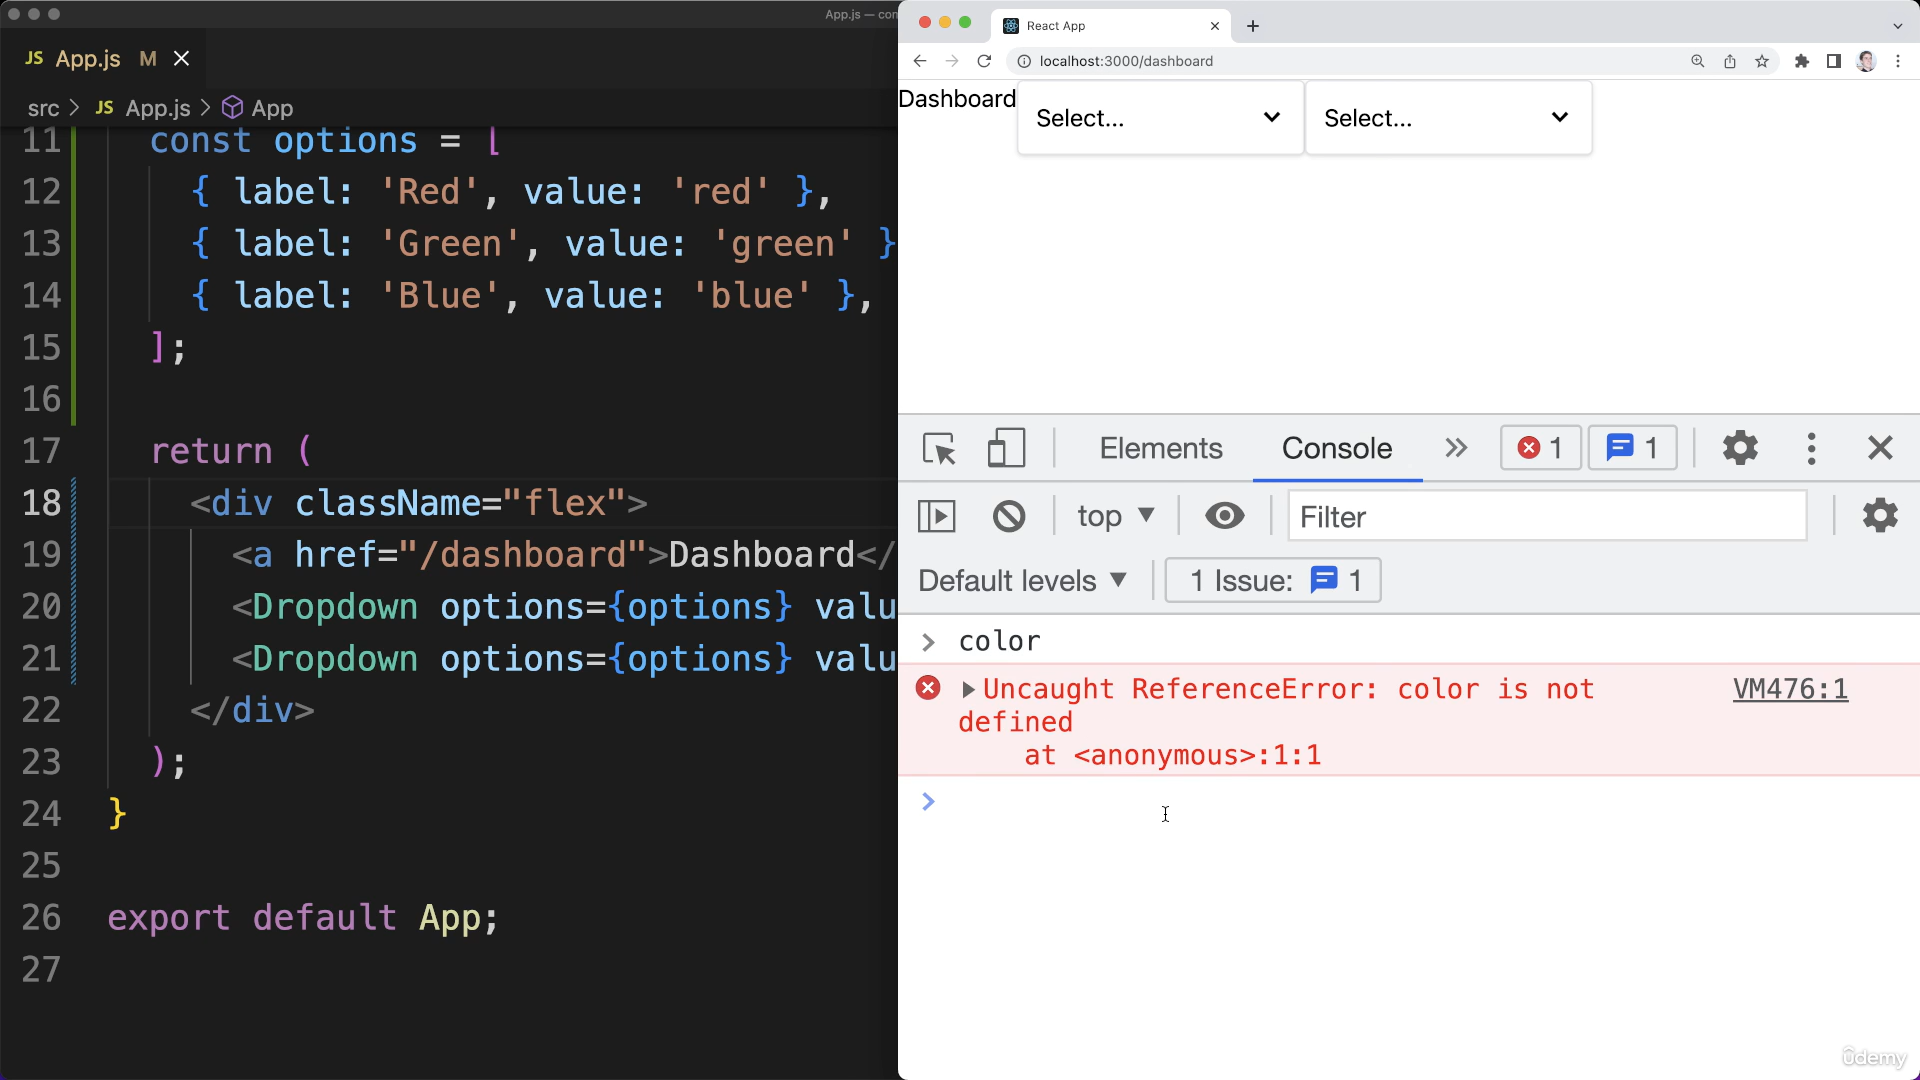 App.js — con
JS App.js M
src > JS App.js > App
11 const options = [
12 { label: 'Red', value: 'red' },
13 { label: 'Green', value: 'green' }
14 { label: 'Blue', value: 'blue' },
15 ];
16
17 return (
18 <div className="flex">
19 <a href="/dashboard">Dashboard</
20 <Dropdown options={options} valu
21 <Dropdown options={options} valu
22 </div>
23 );
24 }
25
26 export default App;
27
React App
localhost:3000/dashboard
Dashboard Select... Select...
Elements Console 1 1
top Filter
Default levels 1 Issue: 1
> color
Uncaught ReferenceError: color is not VM476:1
defined
at <anonymous>:1:1
>
ûdemy